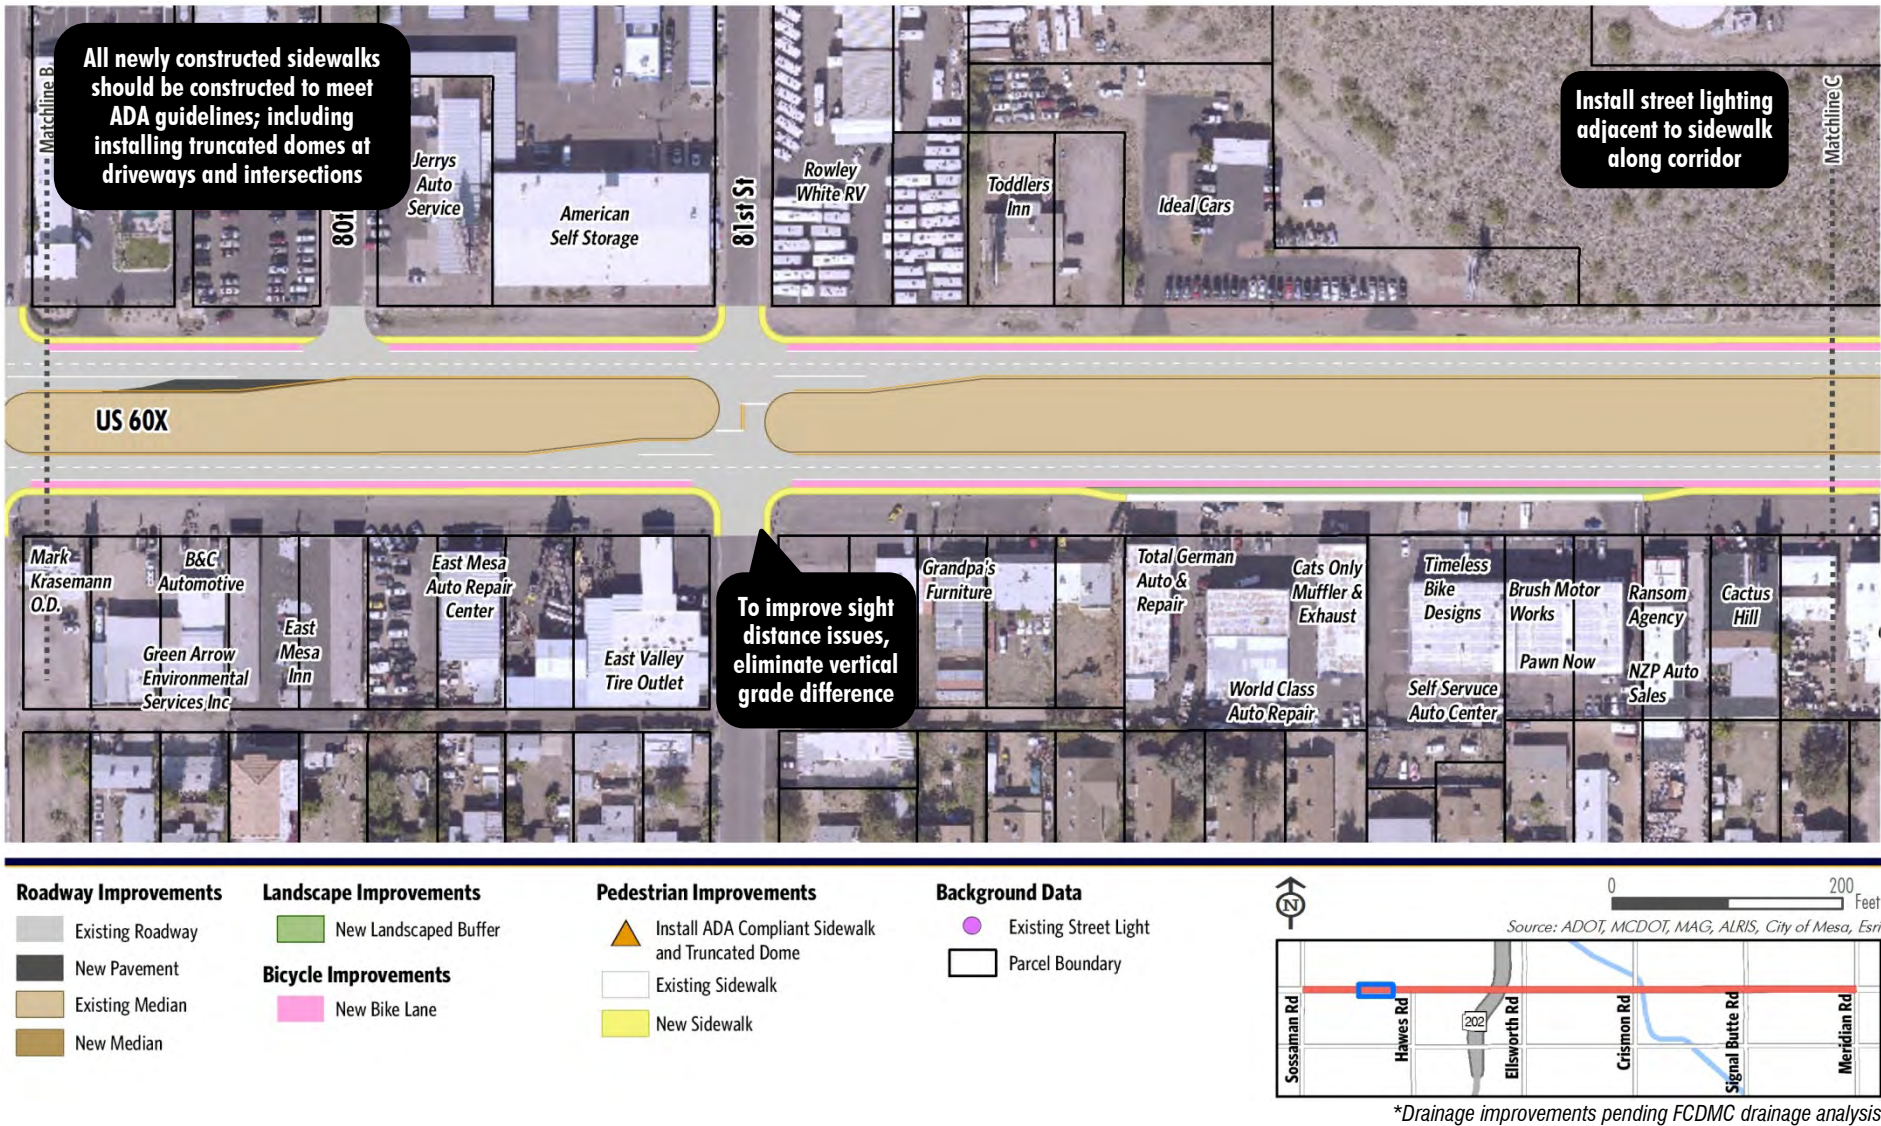 All newly constructed sidewalks
should be constructed to meet
ADA guidelines; including
installing truncated domes at
driveways and intersections
Install street lighting
adjacent to sidewalk
along corridor
Matchline B
Matchline C
Jerrys
Auto
Service
American
Self Storage
81st St
Rowley
White RV
Toddlers
Inn
Ideal Cars
US 60X
Mark
Krasemann
O.D.
B&C
Automotive
Green Arrow
Environmental
Services Inc
East
Mesa
Inn
East Mesa
Auto Repair
Center
East Valley
Tire Outlet
To improve sight
distance issues,
eliminate vertical
grade difference
Grandpa's
Furniture
Total German
Auto &
Repair
World Class
Auto Repair
Cats Only
Muffler &
Exhaust
Timeless
Bike
Designs
Self Servuce
Auto Center
Brush Motor
Works
Pawn Now
Ransom
Agency
NZP Auto
Sales
Cactus
Hill
Roadway Improvements
Existing Roadway
New Pavement
Existing Median
New Median
Landscape Improvements
New Landscaped Buffer
Bicycle Improvements
New Bike Lane
Pedestrian Improvements
Install ADA Compliant Sidewalk
and Truncated Dome
Existing Sidewalk
New Sidewalk
Background Data
Existing Street Light
Parcel Boundary
N
0 200
Feet
Source: ADOT, MCDOT, MAG, ALRIS, City of Mesa, Esri
Sossaman Rd
Hawes Rd
202
Ellsworth Rd
Crismon Rd
Signal Butte Rd
Meridian Rd
*Drainage improvements pending FCDMC drainage analysis